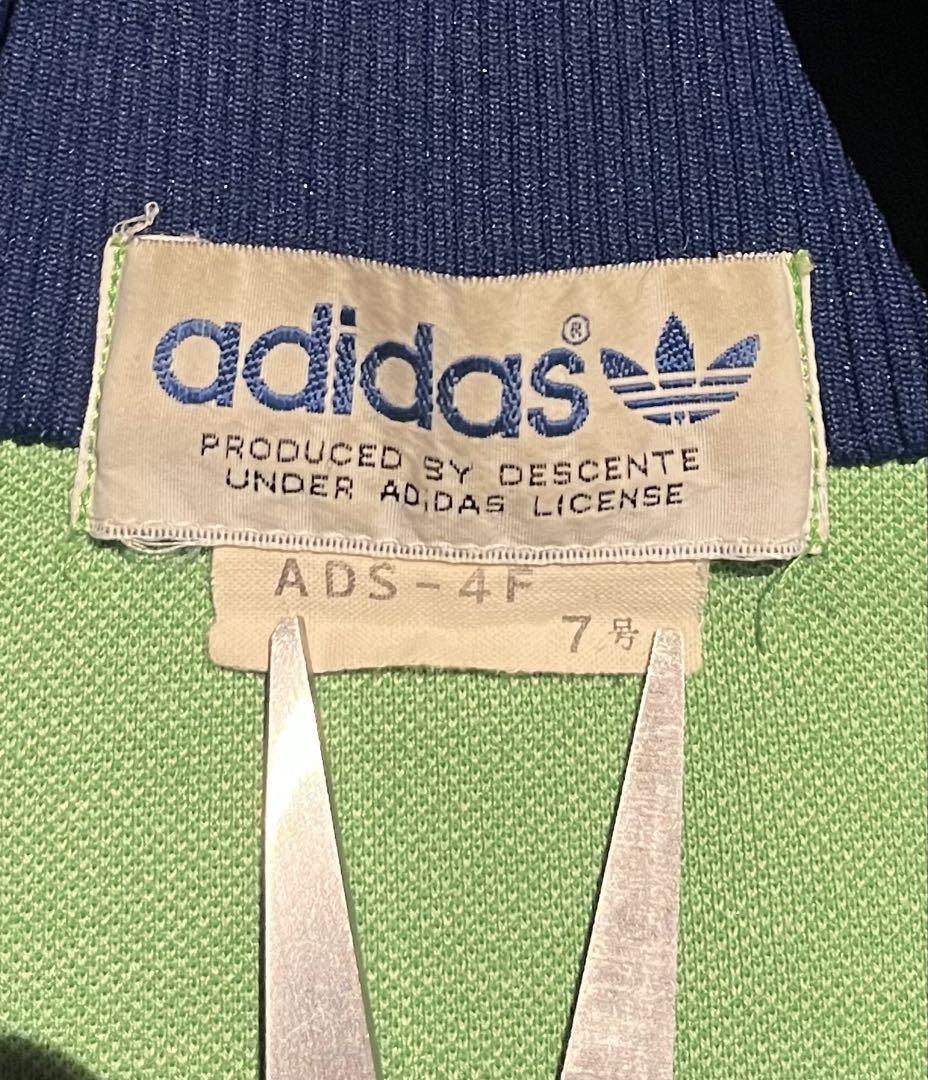 adidas®
PRODUCED BY DESCENTE
UNDER ADiDAS LICENSE
ADS-4F
7号